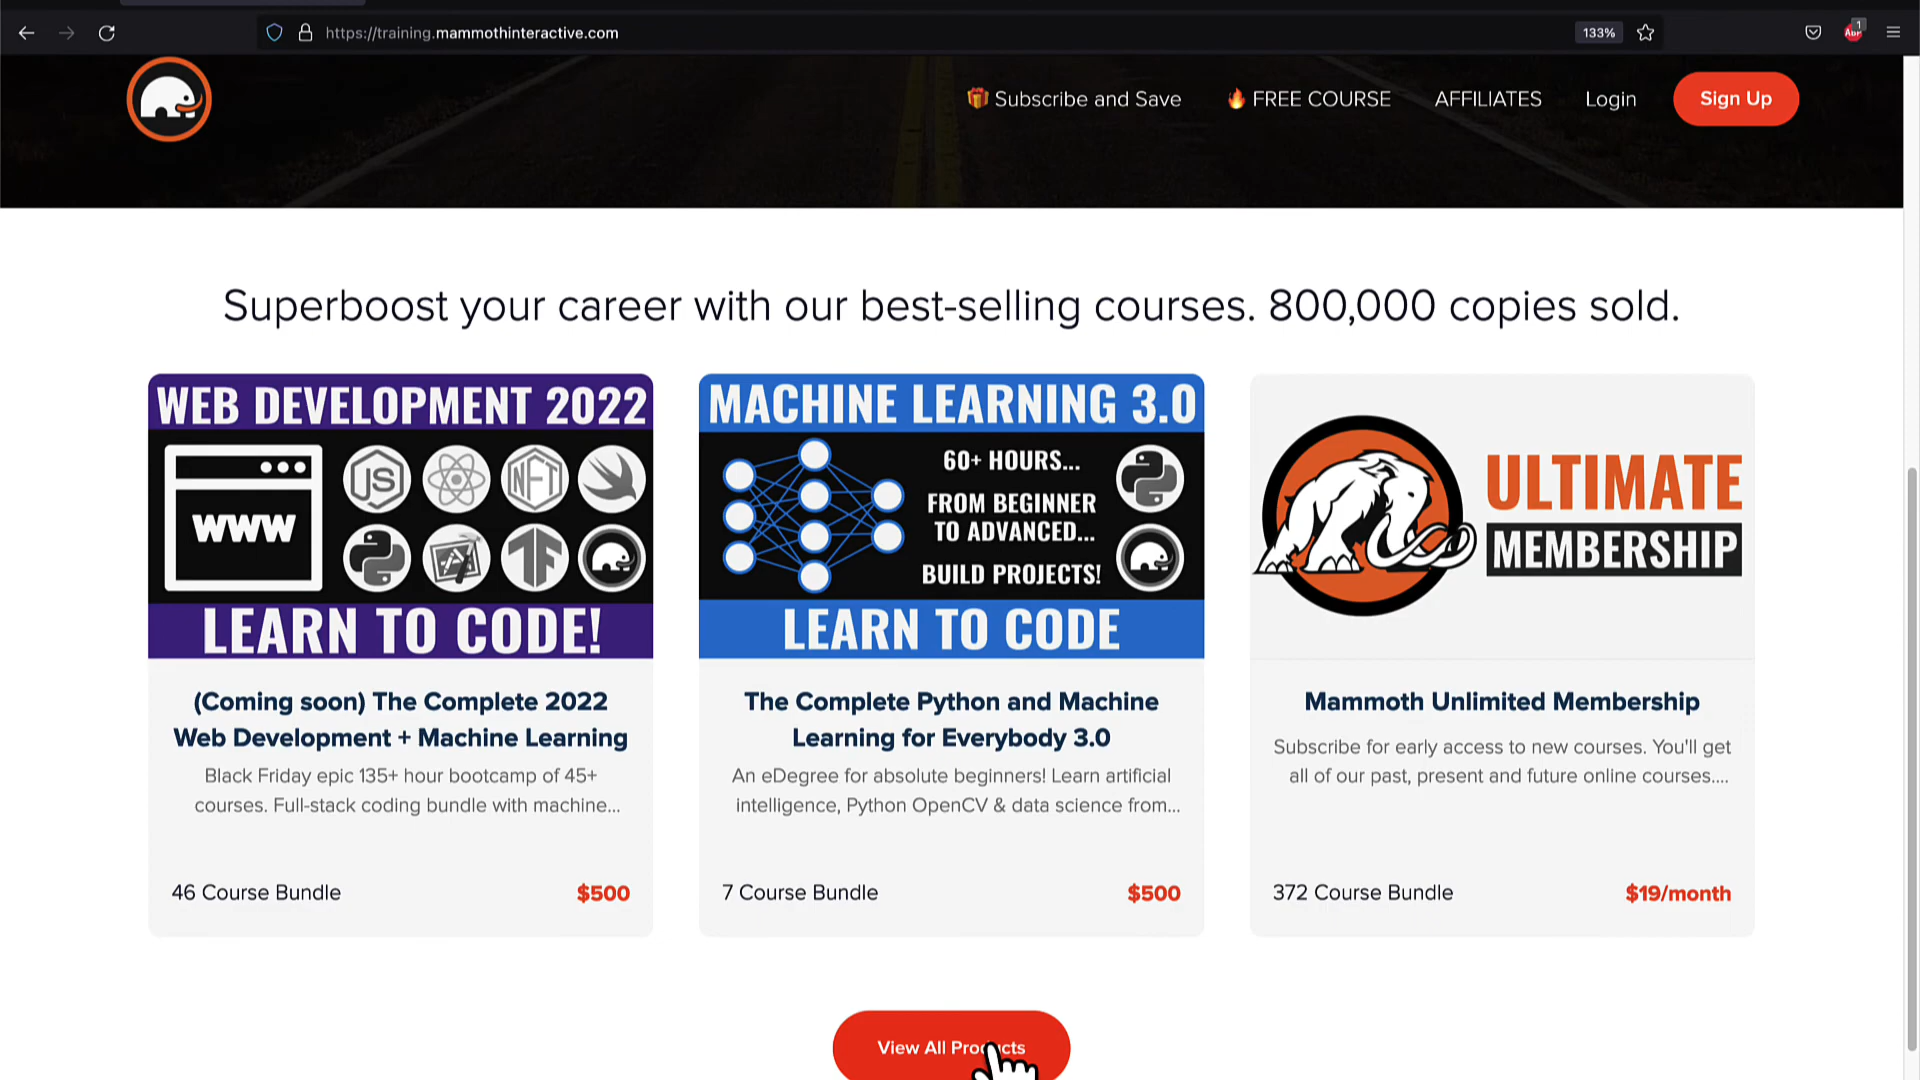 https://training.mammothinteractive.com
133%
1
ABP
🎁 Subscribe and Save
🔥 FREE COURSE
AFFILIATES
Login
Sign Up
Superboost your career with our best-selling courses. 800,000 copies sold.
WEB DEVELOPMENT 2022
WWW
JS
NFT
LEARN TO CODE!
(Coming soon) The Complete 2022
Web Development + Machine Learning
Black Friday epic 135+ hour bootcamp of 45+
courses. Full-stack coding bundle with machine...
46 Course Bundle
$500
MACHINE LEARNING 3.0
60+ HOURS...
FROM BEGINNER
TO ADVANCED...
BUILD PROJECTS!
LEARN TO CODE
The Complete Python and Machine
Learning for Everybody 3.0
An eDegree for absolute beginners! Learn artificial
intelligence, Python OpenCV & data science from...
7 Course Bundle
$500
ULTIMATE
MEMBERSHIP
Mammoth Unlimited Membership
Subscribe for early access to new courses. You'll get
all of our past, present and future online courses....
372 Course Bundle
$19/month
View All Products